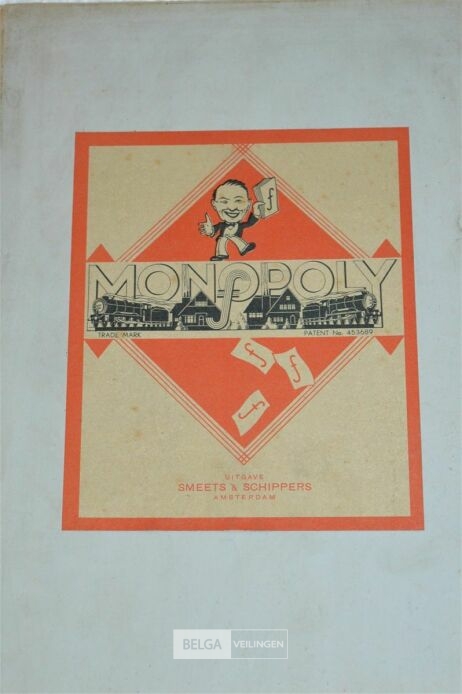 f
MONOPOLY
TRADE MARK PATENT No. 453689
f
f
f
UITGAVE
SMEETS & SCHIPPERS
AMSTERDAM
BELGA VEILINGEN